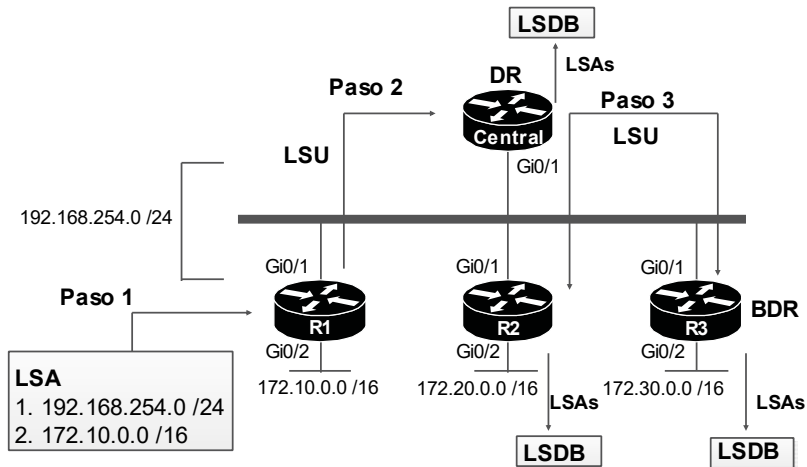 LSDB
LSAs
DR
Paso 2
Paso 3
Central
LSU
LSU
Gi0/1
192.168.254.0 /24
Gi0/1
Gi0/1
Gi0/1
Paso 1
R1
R2
R3
BDR
Gi0/2
Gi0/2
Gi0/2
LSA
1. 192.168.254.0 /24
2. 172.10.0.0 /16
172.10.0.0 /16
172.20.0.0 /16
172.30.0.0 /16
LSAs
LSAs
LSDB
LSDB